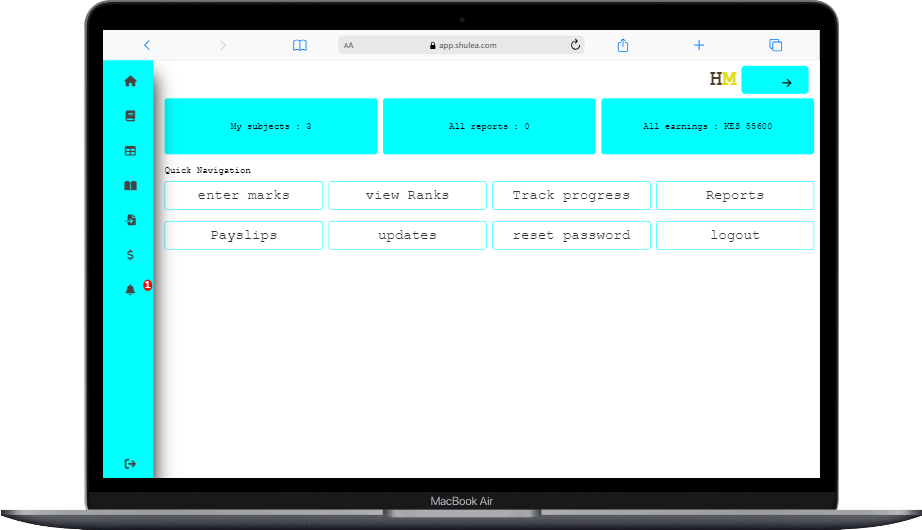 AA app.shulea.com
HM
My subjects : 3
All reports : 0
All earnings : KES 55600
Quick Navigation
enter marks
view Ranks
Track progress
Reports
Payslips
updates
reset password
logout
$
1
MacBook Air